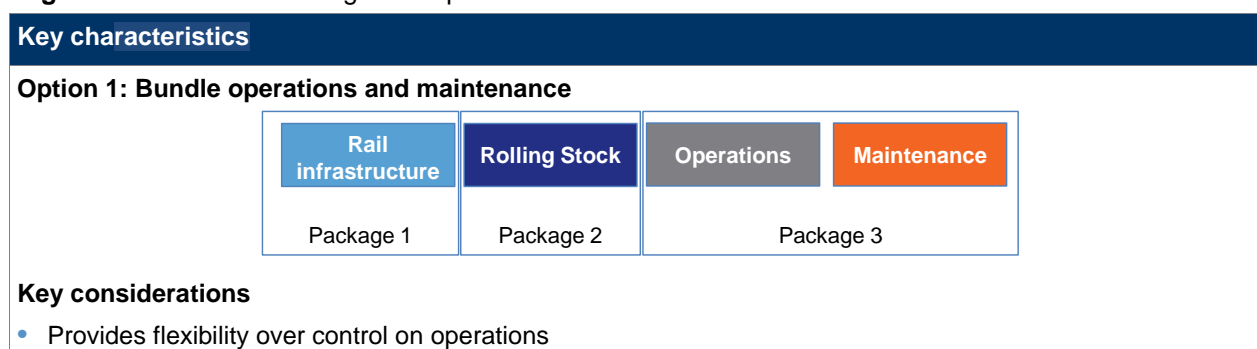 Key characteristics
Option 1: Bundle operations and maintenance
Rail
infrastructure
Rolling Stock
Operations
Maintenance
Package 1
Package 2
Package 3
Key considerations
• Provides flexibility over control on operations